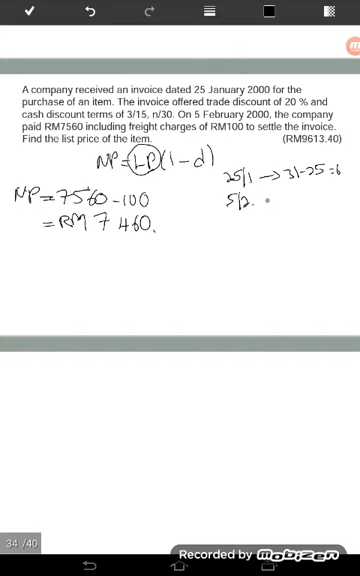 A company received an invoice dated 25 January 2000 for the
purchase of an item. The invoice offered trade discount of 20 % and
cash discount terms of 3/15, n/30. On 5 February 2000, the company
paid RM7560 including freight charges of RM100 to settle the invoice.
Find the list price of the item. (RM9613.40)
NP = LP(1-d)
25/1 → 31-25 = 6
NP = 7560 - 100
5/2.
= RM 7 460.
34 /40
Recorded by Mobizen